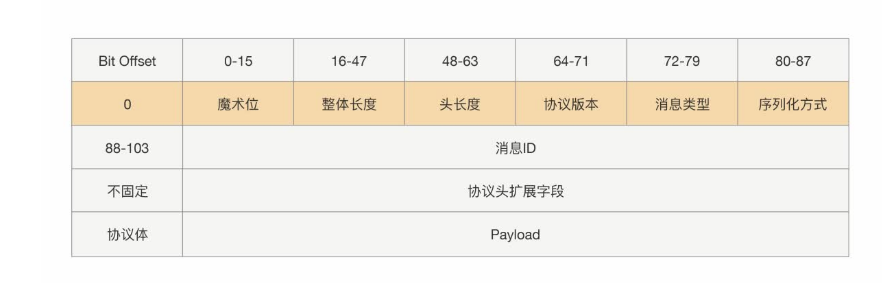 Bit Offset 0-15 16-47 48-63 64-71 72-79 80-87
0 魔术位 整体长度 头长度 协议版本 消息类型 序列化方式
88-103 消息ID
不固定 协议头扩展字段
协议体 Payload